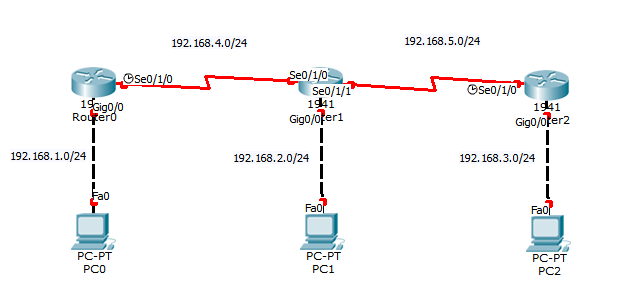 192.168.4.0/24
192.168.5.0/24
Se0/1/0
Se0/1/0
Se0/1/1
Se0/1/0
1941
1941
Gig0/0
Gig0/0
Gig0/0
Router0
192.168.1.0/24
192.168.2.0/24
192.168.3.0/24
Fa0
Fa0
Fa0
PC-PT
PC0
PC-PT
PC1
PC-PT
PC2